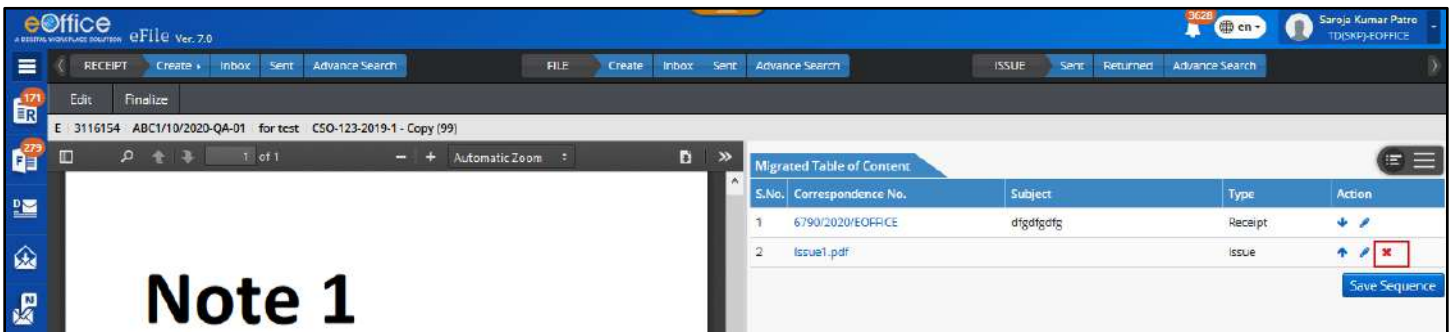 3628
eOffice
A DIGITAL WORKPLACE SOLUTION
eFile Ver. 7.0
en
Saroja Kumar Patro
TD(SKP)-EOFFICE
RECEIPT Create Inbox Sent Advance Search FILE Create Inbox Sent Advance Search ISSUE Sent Returned Advance Search
171
R
Edit Finalize
E 3116154 ABC1/10/2020-QA-01 for test CSO-123-2019-1 - Copy (99)
279
F
1 of 1 − + Automatic Zoom
Migrated Table of Content
S.No. Correspondence No. Subject Type Action
1 6790/2020/EOFFICE dfgdfgdfg Receipt
2 Issue1.pdf Issue
D
Save Sequence
N
Note 1